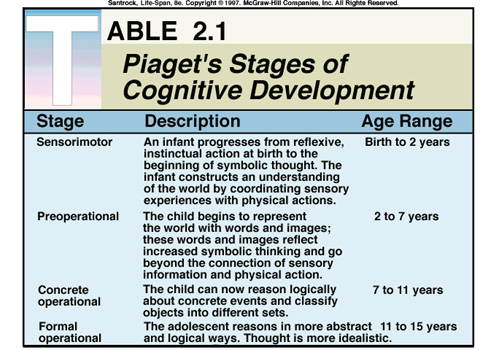 Santrock, Life-Span, 8e. Copyright © 1997. McGraw-Hill Companies, Inc. All Rights Reserved.
TABLE 2.1
Piaget's Stages of
Cognitive Development
Stage Description Age Range
Sensorimotor An infant progresses from reflexive, Birth to 2 years
instinctual action at birth to the
beginning of symbolic thought. The
infant constructs an understanding
of the world by coordinating sensory
experiences with physical actions.
Preoperational The child begins to represent 2 to 7 years
the world with words and images;
these words and images reflect
increased symbolic thinking and go
beyond the connection of sensory
information and physical action.
Concrete The child can now reason logically 7 to 11 years
operational about concrete events and classify
objects into different sets.
Formal The adolescent reasons in more abstract 11 to 15 years
operational and logical ways. Thought is more idealistic.